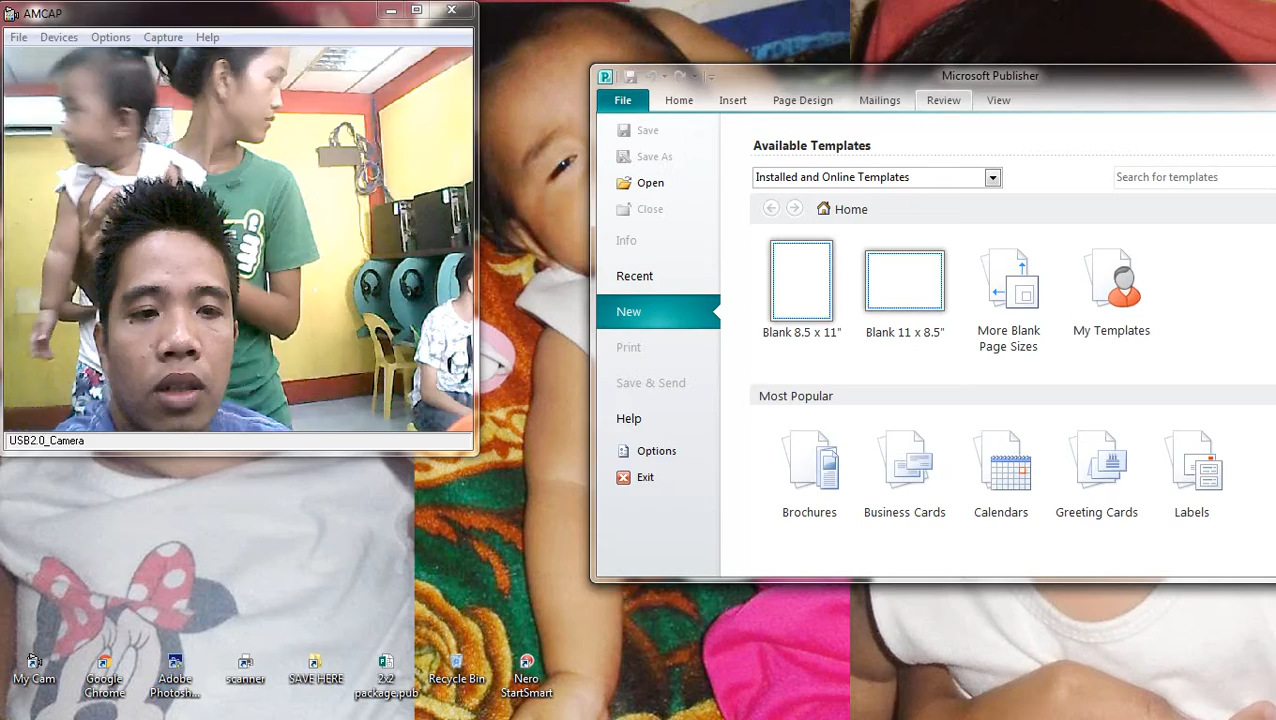 AMCAP
File Devices Options Capture Help
USB2.0_Camera
Microsoft Publisher
File Home Insert Page Design Mailings Review View
Save
Save As
Open
Close
Info
Recent
New
Print
Save & Send
Help
Options
Exit
Available Templates
Installed and Online Templates
Search for templates
Home
Blank 8.5 x 11"
Blank 11 x 8.5"
More Blank
Page Sizes
My Templates
Most Popular
Brochures
Business Cards
Calendars
Greeting Cards
Labels
My Cam
Google
Chrome
Adobe
Photosh...
scanner
SAVE HERE
2x2
package.pub
Recycle Bin
Nero
StartSmart